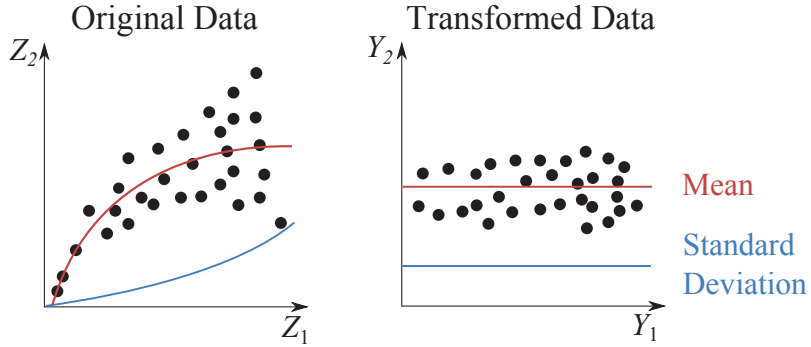 Original Data
Transformed Data
Z2
Y2
Mean
Standard
Deviation
Z1
Y1